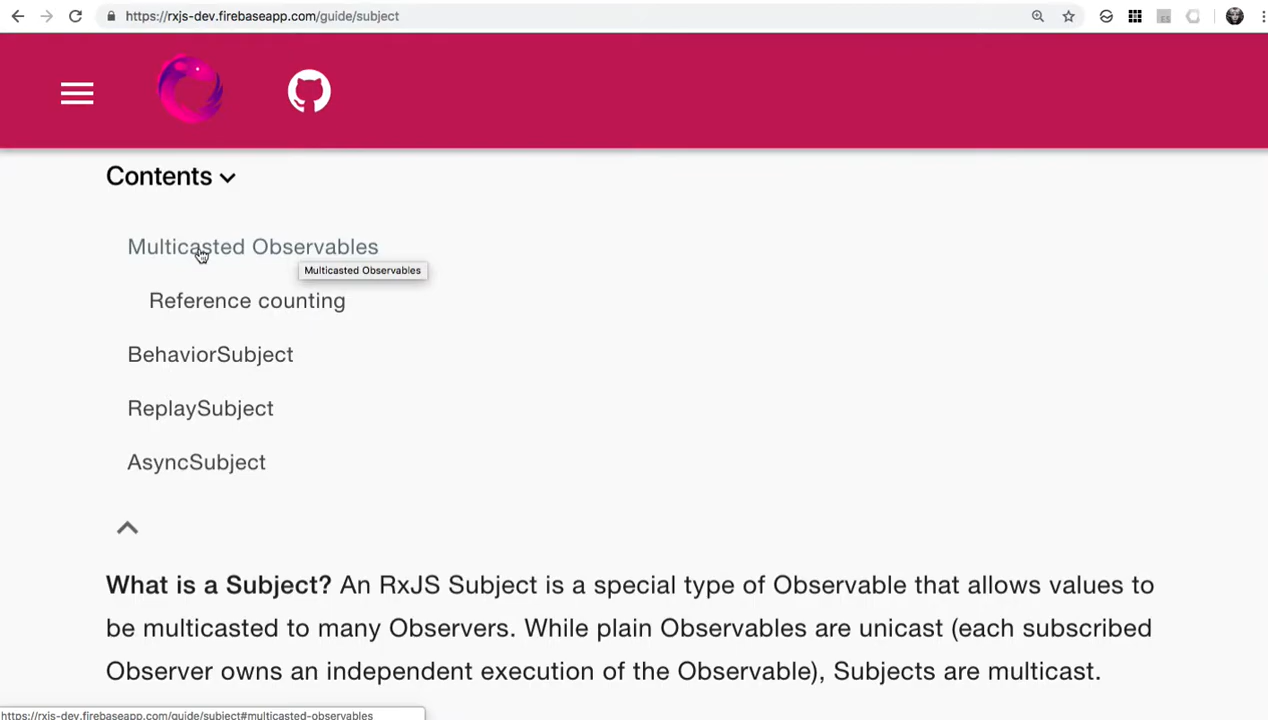 https://rxjs-dev.firebaseapp.com/guide/subject
Contents
Multicasted Observables
Multicasted Observables
Reference counting
BehaviorSubject
ReplaySubject
AsyncSubject
What is a Subject? An RxJS Subject is a special type of Observable that allows values to
be multicasted to many Observers. While plain Observables are unicast (each subscribed
Observer owns an independent execution of the Observable), Subjects are multicast.
https://rxjs-dev.firebaseapp.com/guide/subject#multicasted-observables